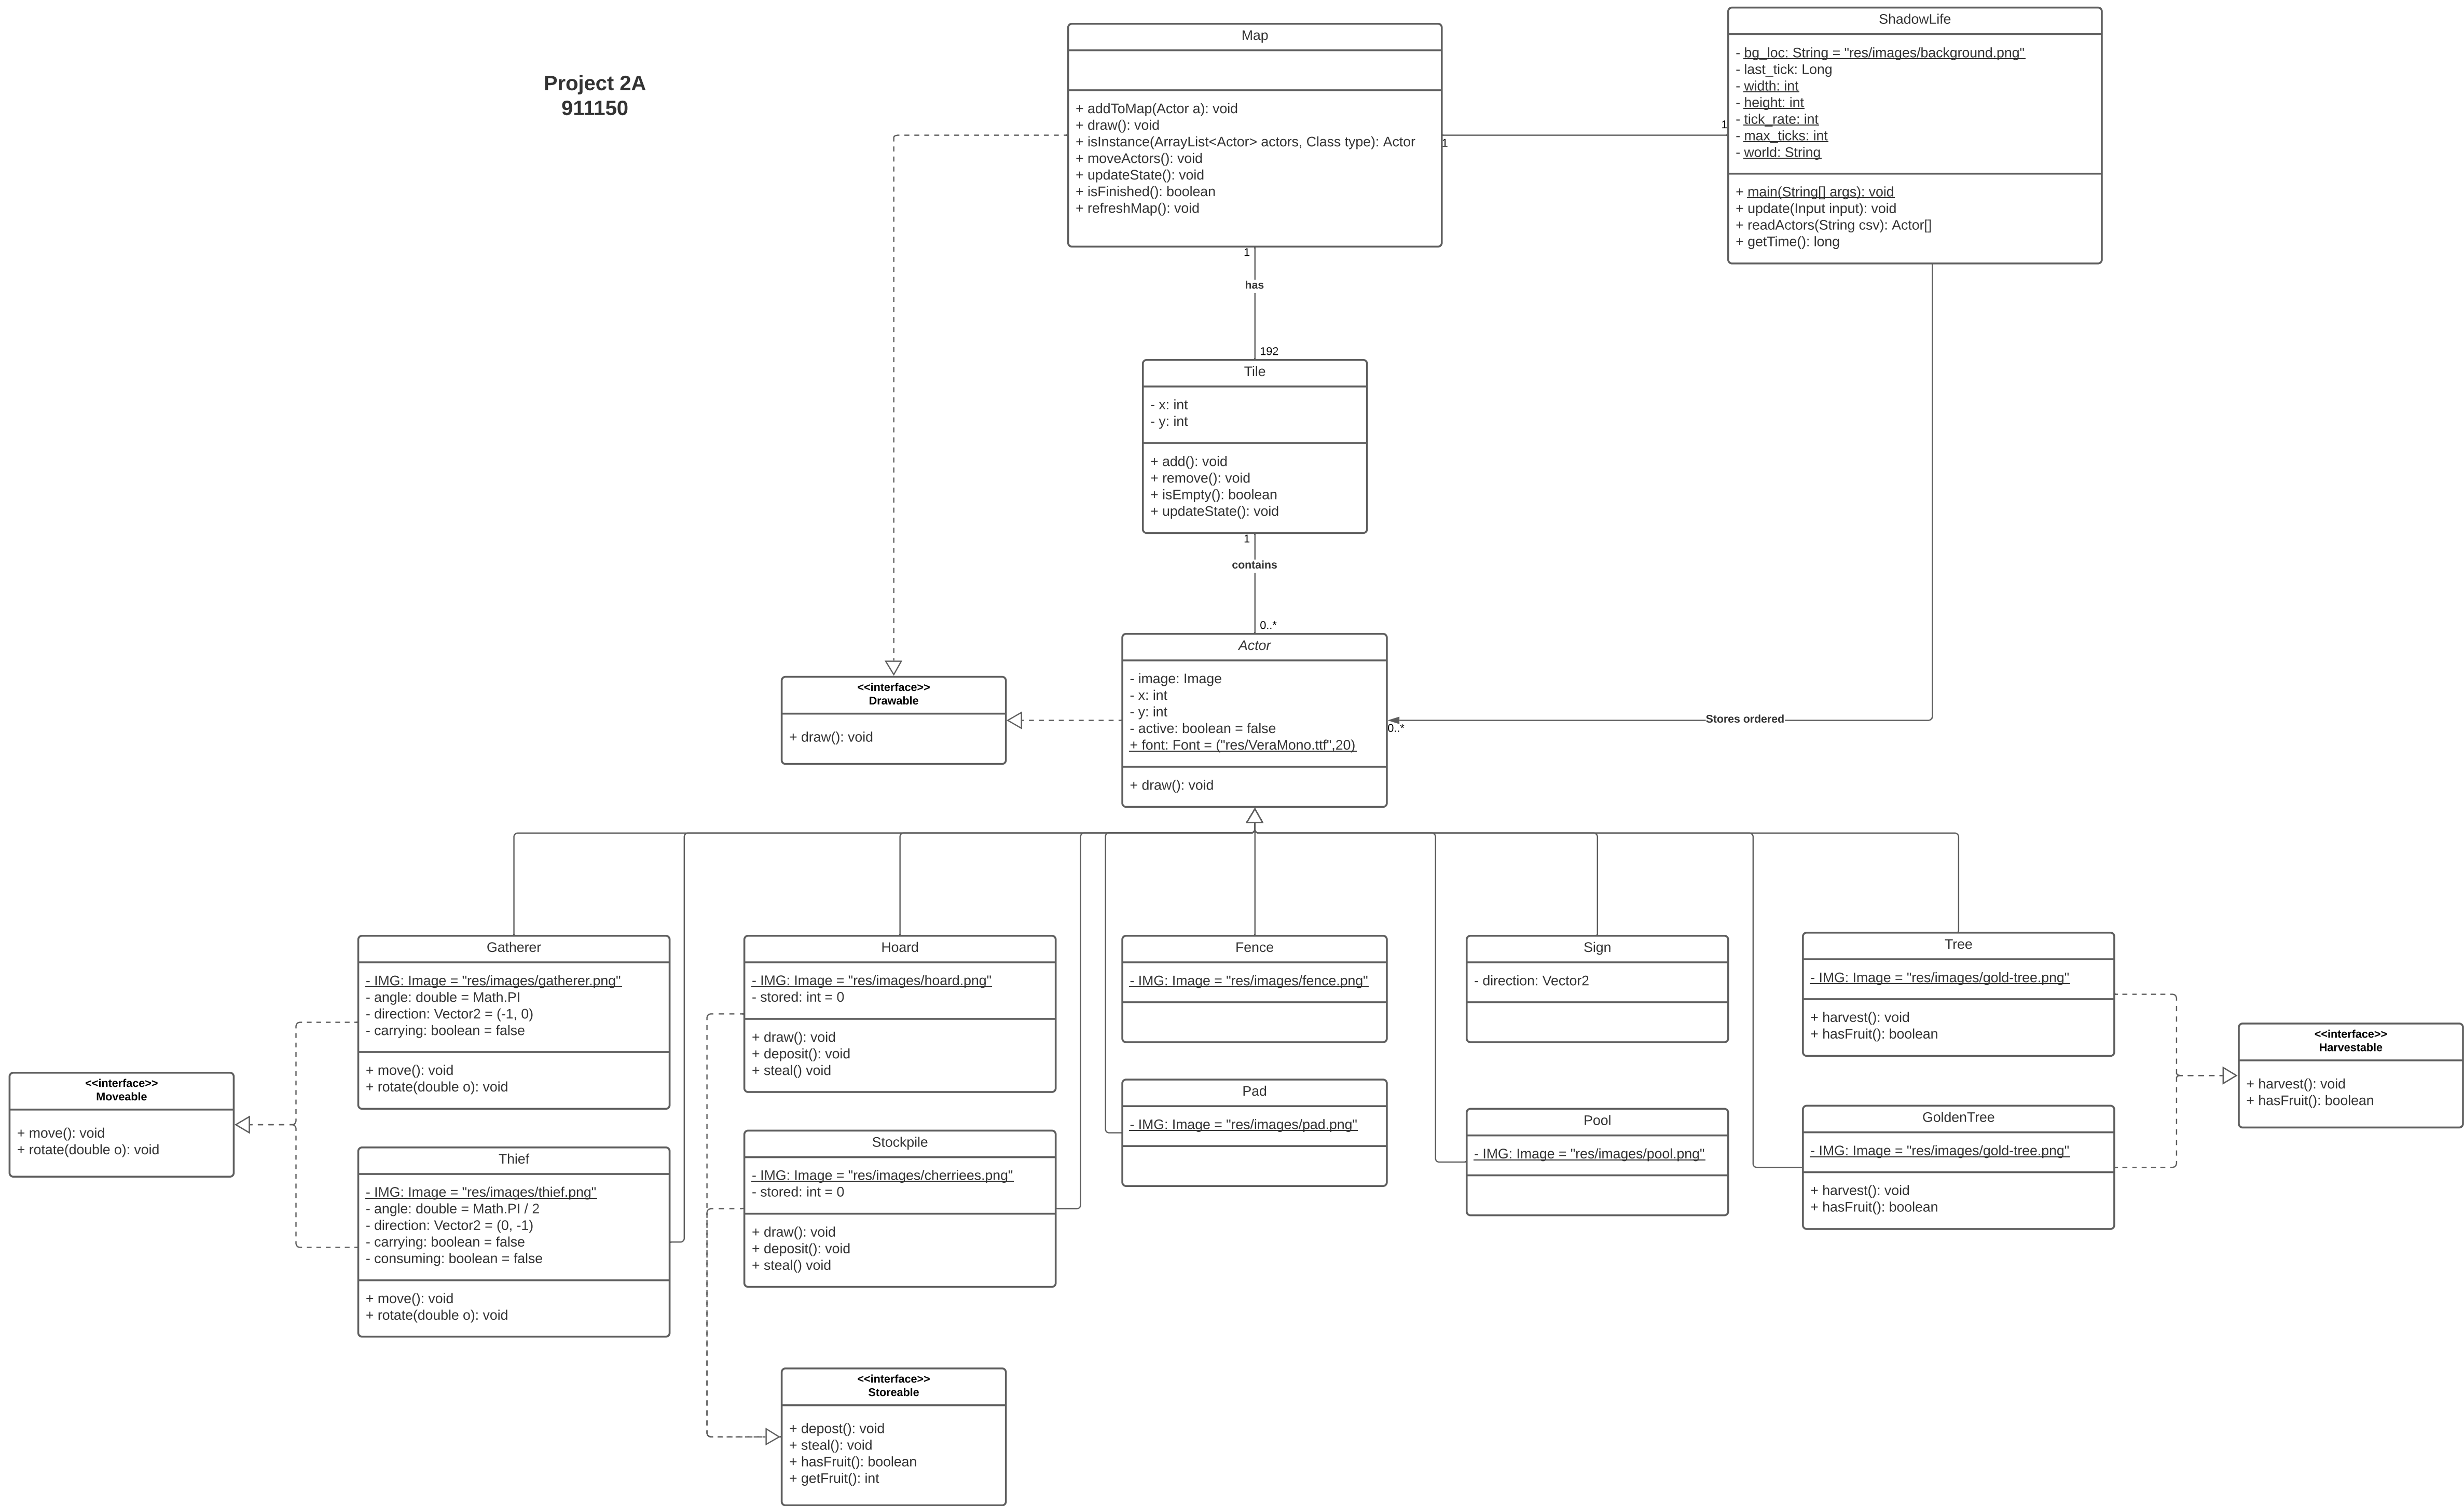 Project 2A
911150
Map
+ addToMap(Actor a): void
+ draw(): void
+ isInstance(ArrayList<Actor> actors, Class type): Actor
+ moveActors(): void
+ updateState(): void
+ isFinished(): boolean
+ refreshMap(): void
1
1
ShadowLife
- bg_loc: String = "res/images/background.png"
- last_tick: Long
- width: int
- height: int
- tick_rate: int
- max_ticks: int
- world: String
+ main(String[] args): void
+ update(Input input): void
+ readActors(String csv): Actor[]
+ getTime(): long
1
has
192
Tile
- x: int
- y: int
+ add(): void
+ remove(): void
+ isEmpty(): boolean
+ updateState(): void
1
contains
0..*
<<interface>>
Drawable
+ draw(): void
Actor
- image: Image
- x: int
- y: int
- active: boolean = false
+ font: Font = ("res/VeraMono.ttf",20)
+ draw(): void
0..*
Stores ordered
Gatherer
- IMG: Image = "res/images/gatherer.png"
- angle: double = Math.PI
- direction: Vector2 = (-1, 0)
- carrying: boolean = false
+ move(): void
+ rotate(double o): void
Hoard
- IMG: Image = "res/images/hoard.png"
- stored: int = 0
+ draw(): void
+ deposit(): void
+ steal() void
Fence
- IMG: Image = "res/images/fence.png"
Sign
- direction: Vector2
Tree
- IMG: Image = "res/images/gold-tree.png"
+ harvest(): void
+ hasFruit(): boolean
<<interface>>
Harvestable
+ harvest(): void
+ hasFruit(): boolean
<<interface>>
Moveable
+ move(): void
+ rotate(double o): void
Thief
- IMG: Image = "res/images/thief.png"
- angle: double = Math.PI / 2
- direction: Vector2 = (0, -1)
- carrying: boolean = false
- consuming: boolean = false
+ move(): void
+ rotate(double o): void
Stockpile
- IMG: Image = "res/images/cherriees.png"
- stored: int = 0
+ draw(): void
+ deposit(): void
+ steal() void
Pad
- IMG: Image = "res/images/pad.png"
Pool
- IMG: Image = "res/images/pool.png"
GoldenTree
- IMG: Image = "res/images/gold-tree.png"
+ harvest(): void
+ hasFruit(): boolean
<<interface>>
Storeable
+ depost(): void
+ steal(): void
+ hasFruit(): boolean
+ getFruit(): int